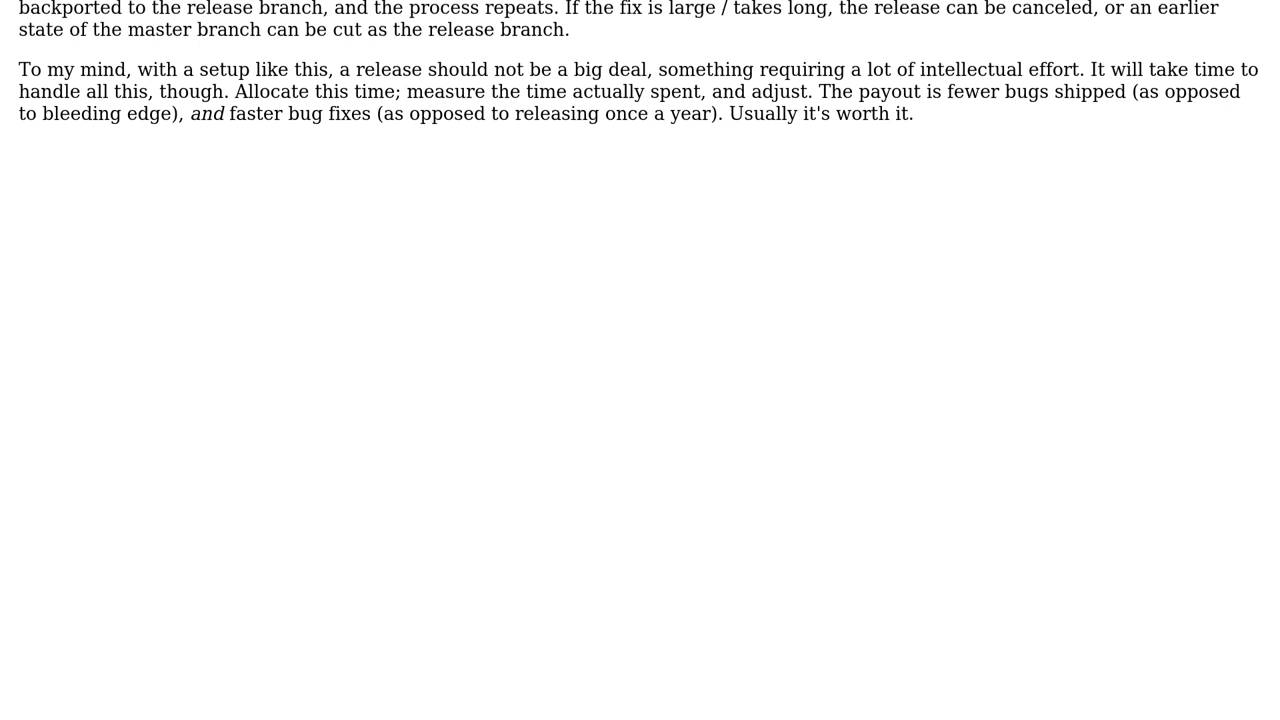 backported to the release branch, and the process repeats. If the fix is large / takes long, the release can be canceled, or an earlier
state of the master branch can be cut as the release branch.
To my mind, with a setup like this, a release should not be a big deal, something requiring a lot of intellectual effort. It will take time to
handle all this, though. Allocate this time; measure the time actually spent, and adjust. The payout is fewer bugs shipped (as opposed
to bleeding edge), and faster bug fixes (as opposed to releasing once a year). Usually it's worth it.